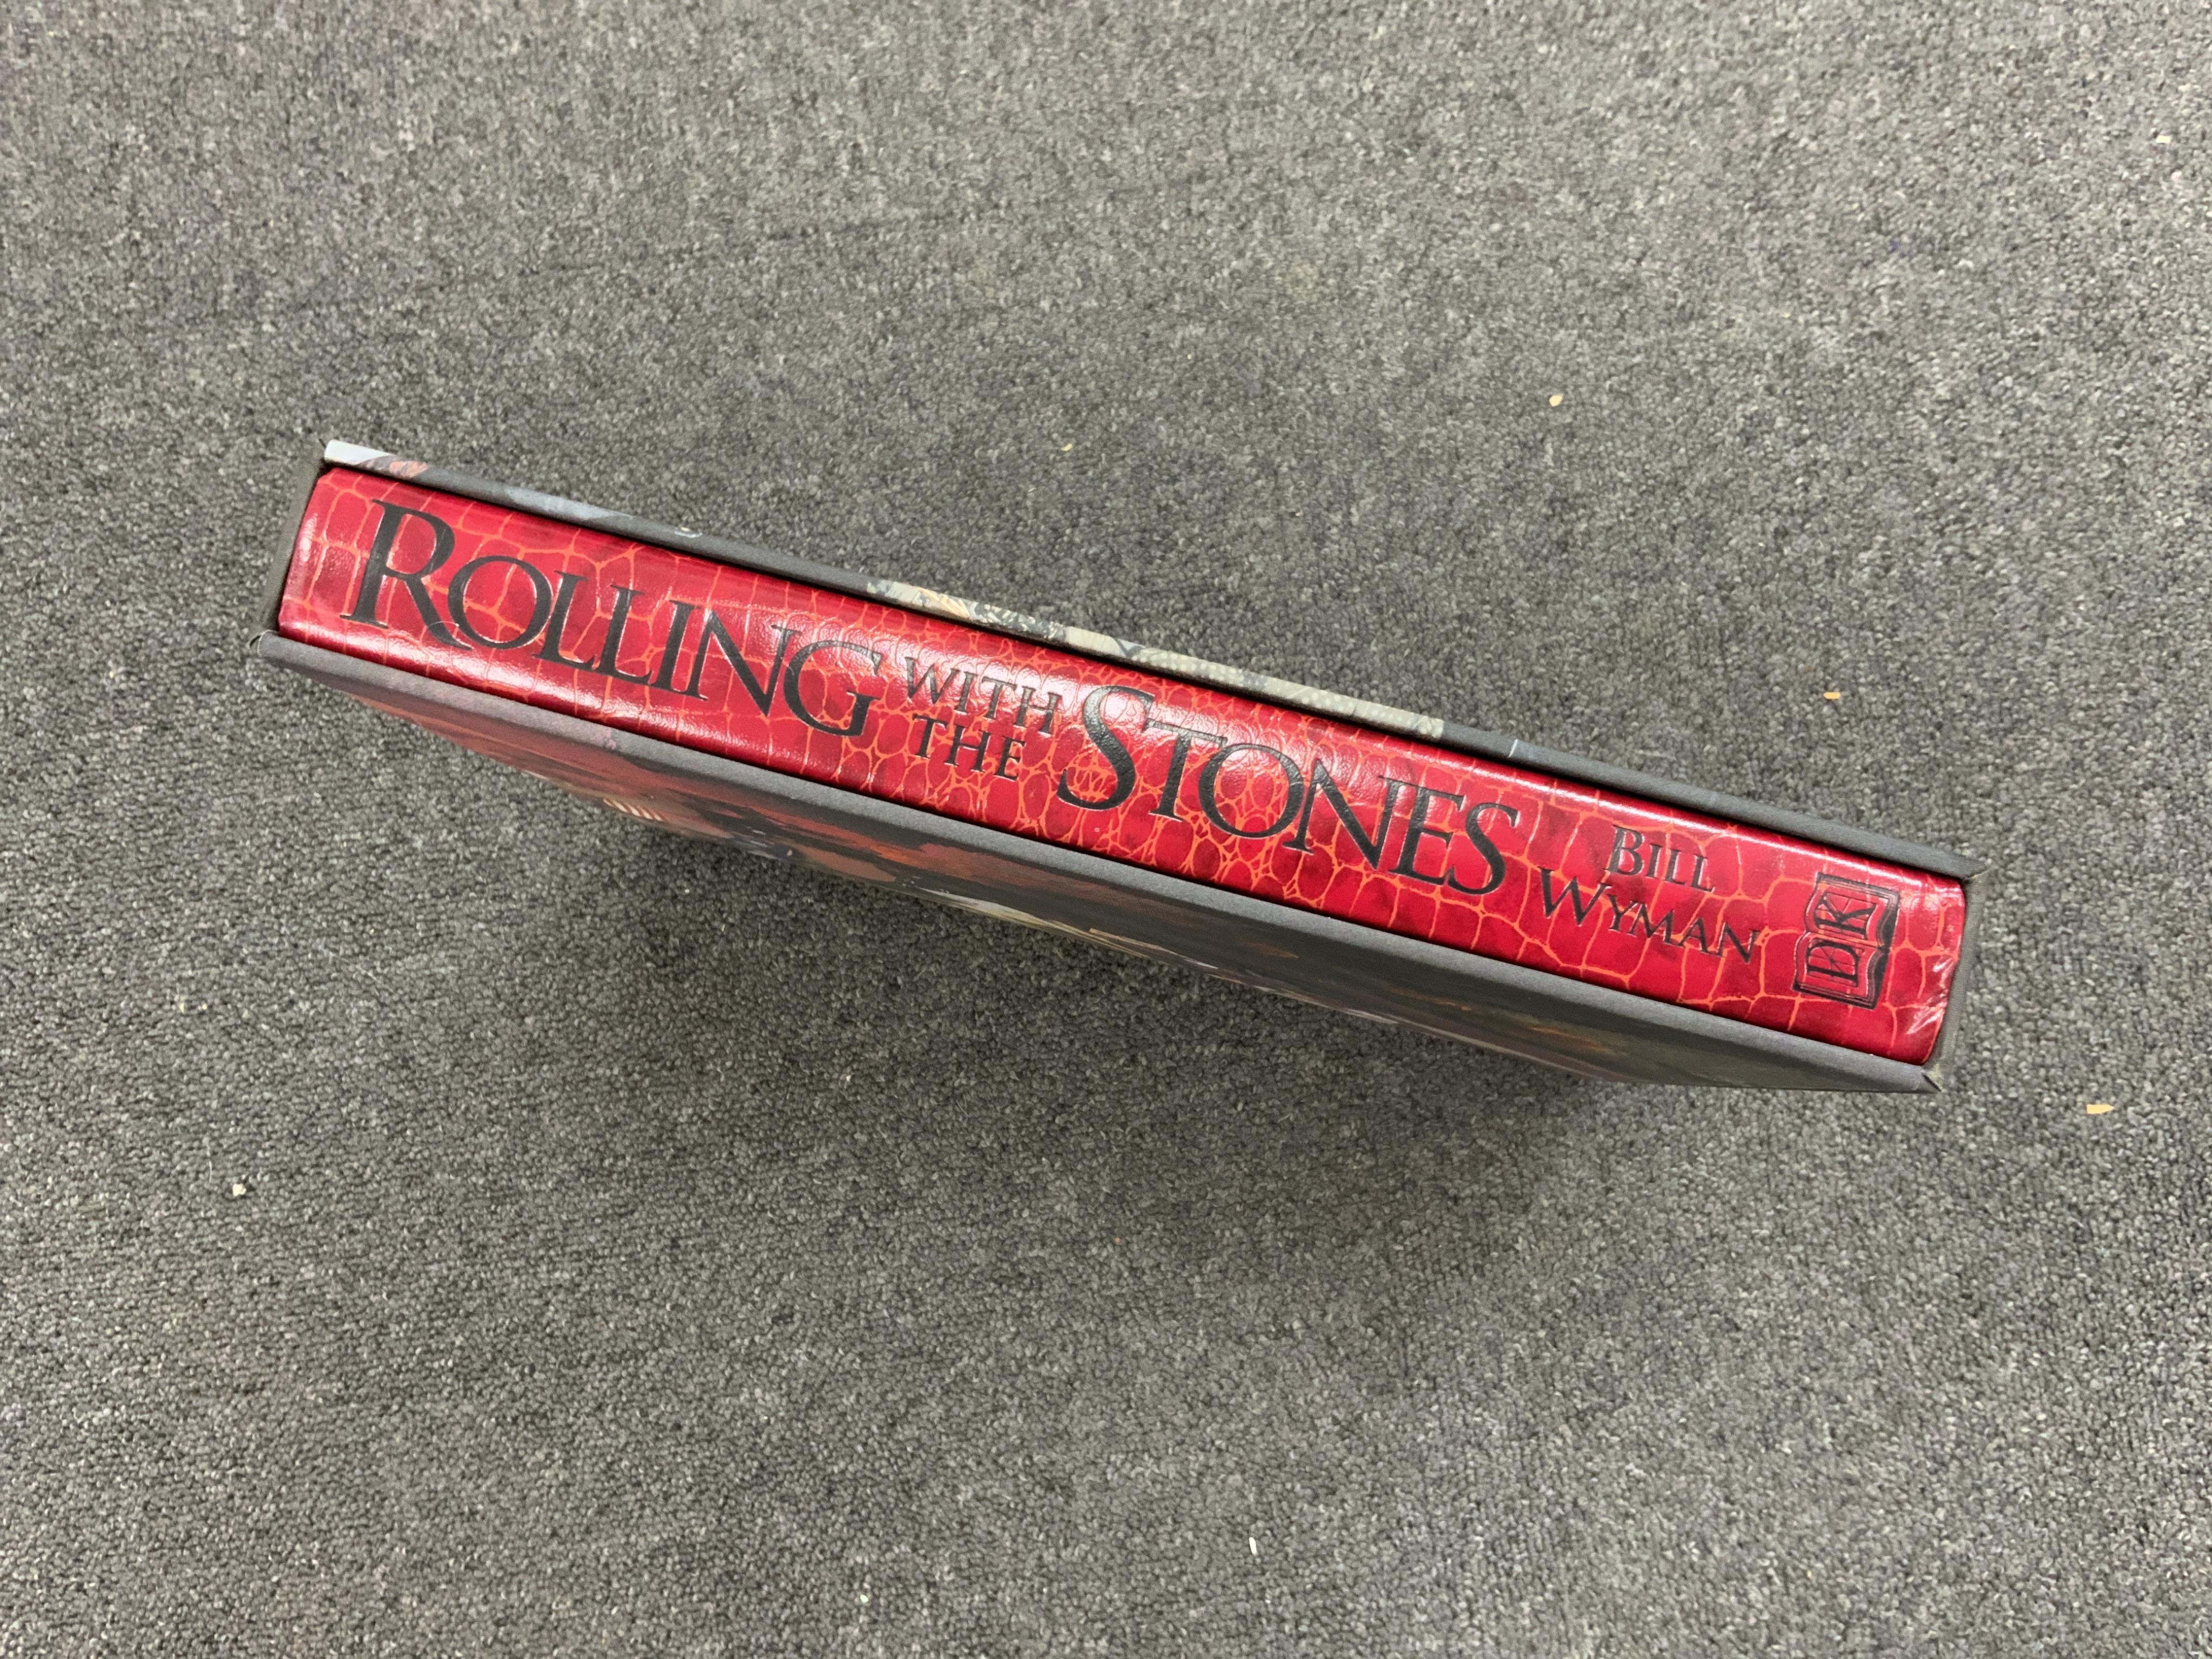 ROLLING
WITH
THE
STONES
BILL
WYMAN
DK